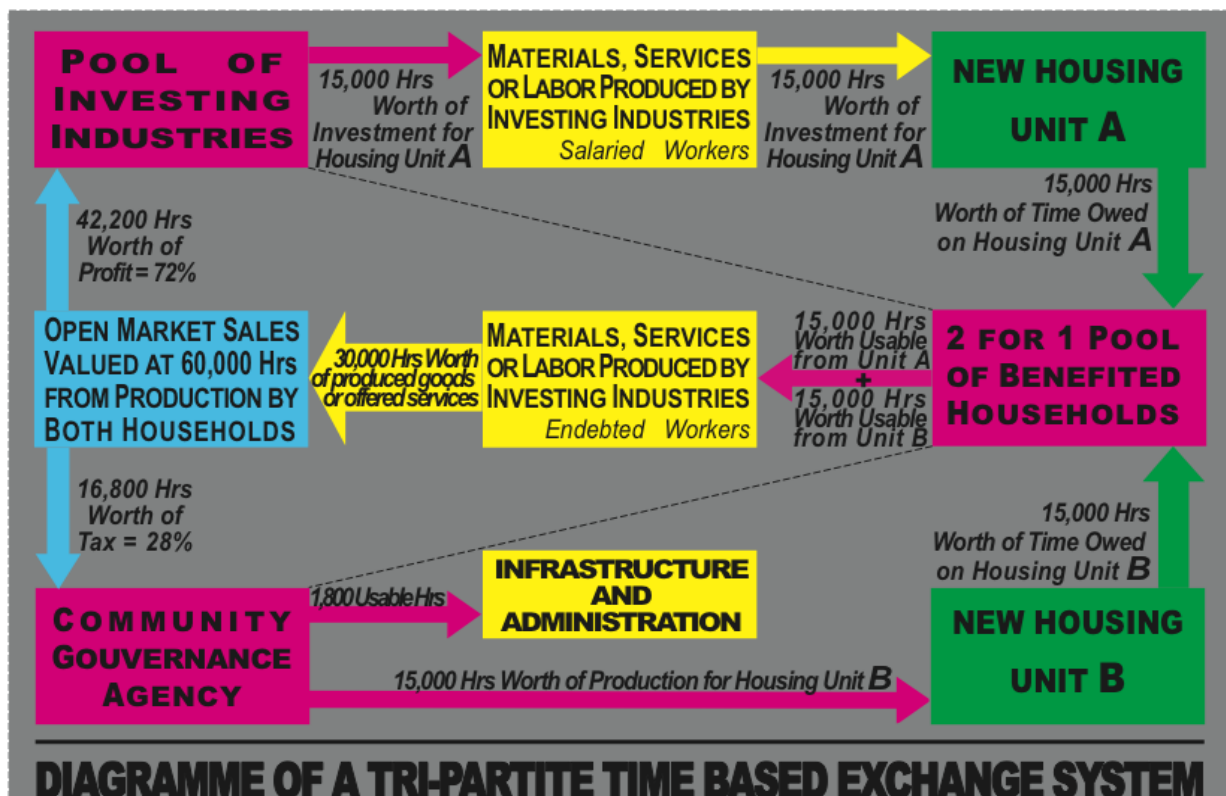 POOL OF
INVESTING
INDUSTRIES
15,000 Hrs
Worth of
Investment for
Housing Unit A
MATERIALS, SERVICES
OR LABOR PRODUCED BY
INVESTING INDUSTRIES
Salaried Workers
15,000 Hrs
Worth of
Investment for
Housing Unit A
NEW HOUSING
UNIT A
15,000 Hrs
Worth of Time Owed
on Housing Unit A
42,200 Hrs
Worth of
Profit = 72%
OPEN MARKET SALES
VALUED AT 60,000 Hrs
FROM PRODUCTION BY
BOTH HOUSEHOLDS
30,000 Hrs Worth
of produced goods
or offered services
MATERIALS, SERVICES
OR LABOR PRODUCED BY
INVESTING INDUSTRIES
Endebted Workers
15,000 Hrs
Worth Usable
from Unit A
+
15,000 Hrs
Worth Usable
from Unit B
2 FOR 1 POOL
OF BENEFITED
HOUSEHOLDS
16,800 Hrs
Worth of
Tax = 28%
15,000 Hrs
Worth of Time Owed
on Housing Unit B
COMMUNITY
GOUVERNANCE
AGENCY
1,800 Usable Hrs
INFRASTRUCTURE
AND
ADMINISTRATION
15,000 Hrs Worth of Production for Housing Unit B
NEW HOUSING
UNIT B
DIAGRAMME OF A TRI-PARTITE TIME BASED EXCHANGE SYSTEM